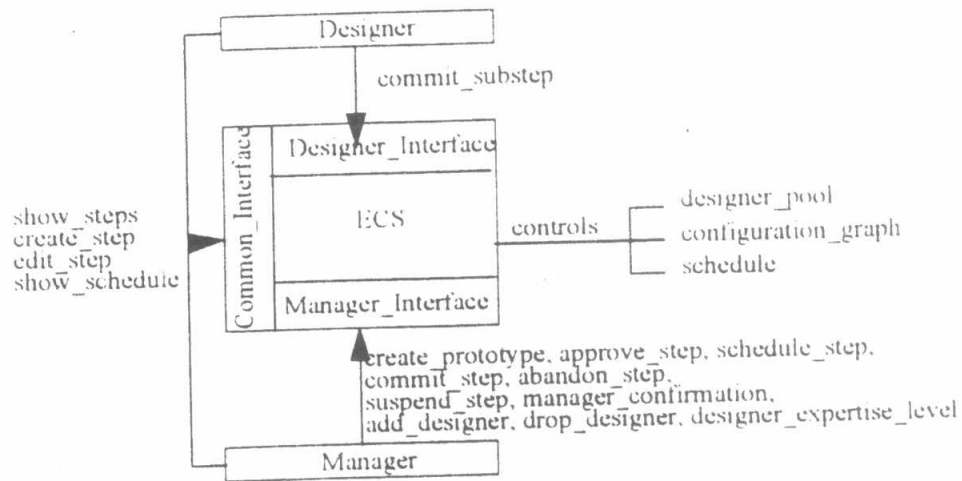 Designer
commit_substep
Designer_Interface
Common_Interface
ECS
Manager_Interface
show_steps
create_step
edit_step
show_schedule
controls
designer_pool
configuration_graph
schedule
create_prototype, approve_step, schedule_step,
commit_step, abandon_step,
suspend_step, manager_confirmation,
add_designer, drop_designer, designer_expertise_level
Manager